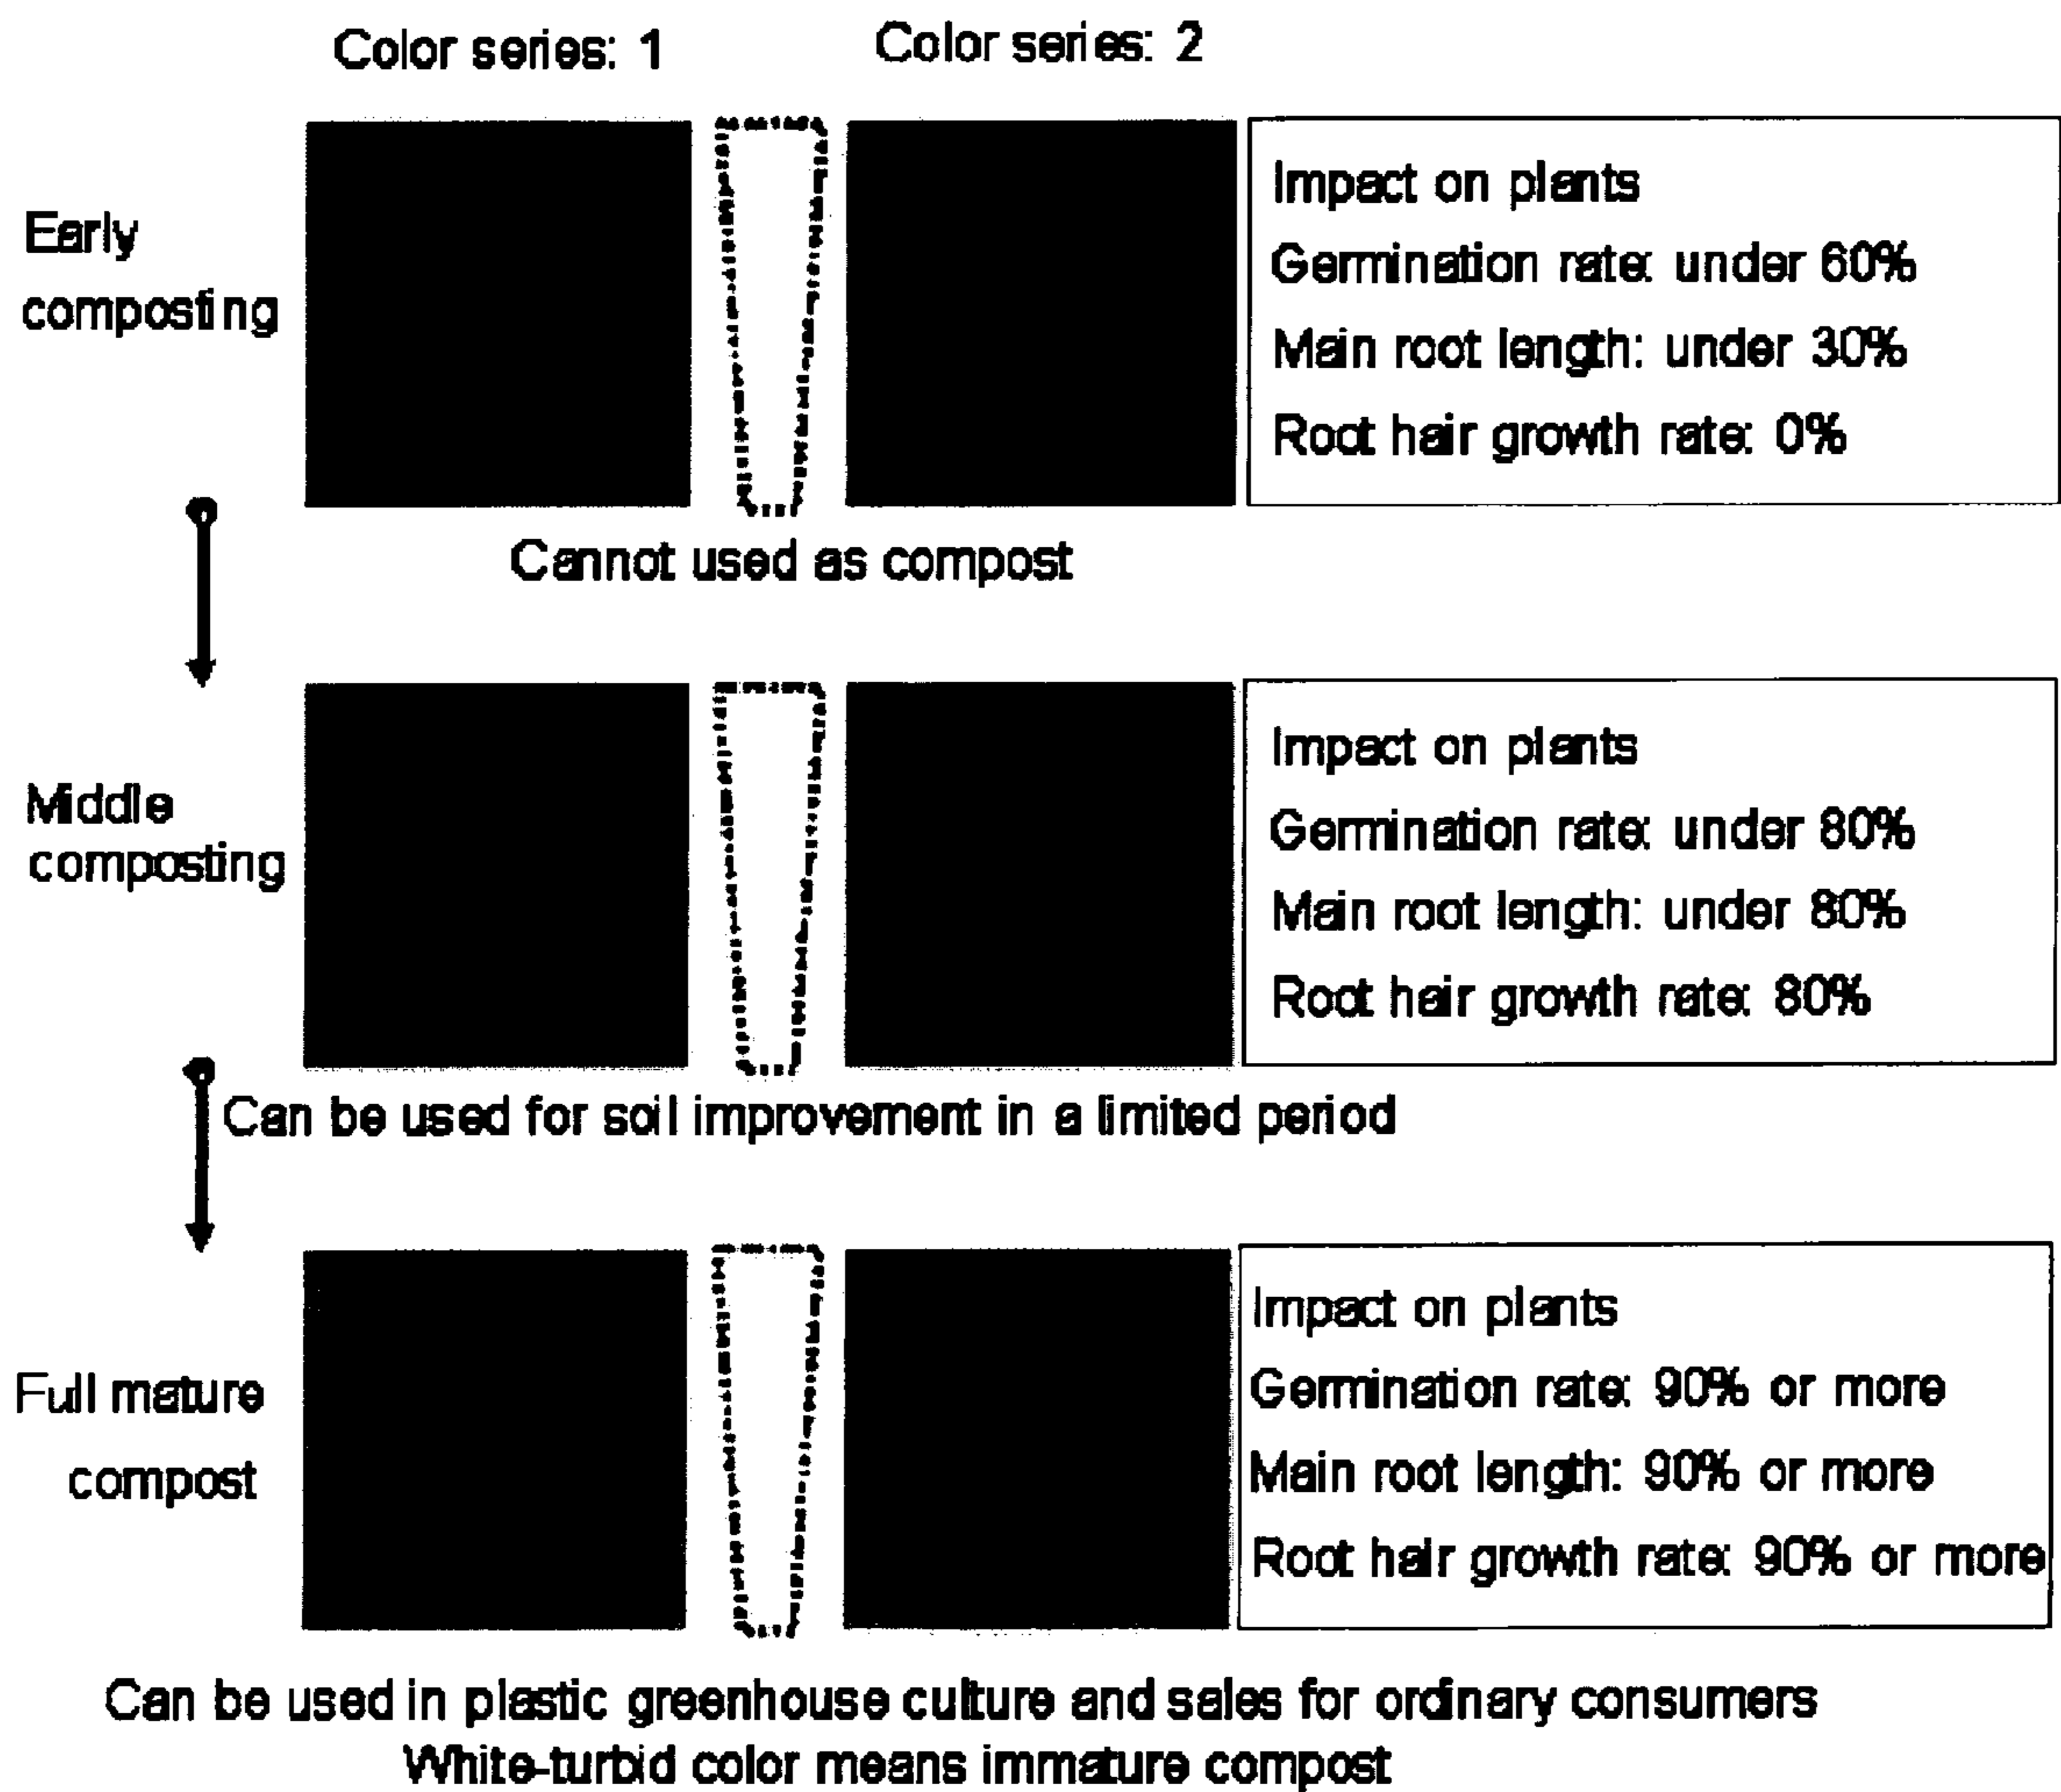 Color series: 1
Color series: 2
Early
composting
Impact on plants
Germination rate: under 60%
Main root length: under 30%
Root hair growth rate: 0%
Cannot used as compost
Middle
composting
Impact on plants
Germination rate: under 80%
Main root length: under 80%
Root hair growth rate: 80%
Can be used for soil improvement in a limited period
Full mature
compost
Impact on plants
Germination rate: 90% or more
Main root length: 90% or more
Root hair growth rate: 90% or more
Can be used in plastic greenhouse culture and sales for ordinary consumers
White-turbid color means immature compost